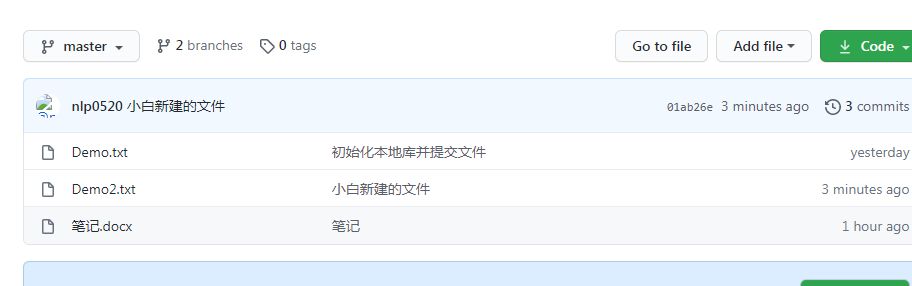 master 2 branches 0 tags Go to file Add file Code
nlp0520 小白新建的文件 01ab26e 3 minutes ago 3 commits
Demo.txt 初始化本地库并提交文件 yesterday
Demo2.txt 小白新建的文件 3 minutes ago
笔记.docx 笔记 1 hour ago